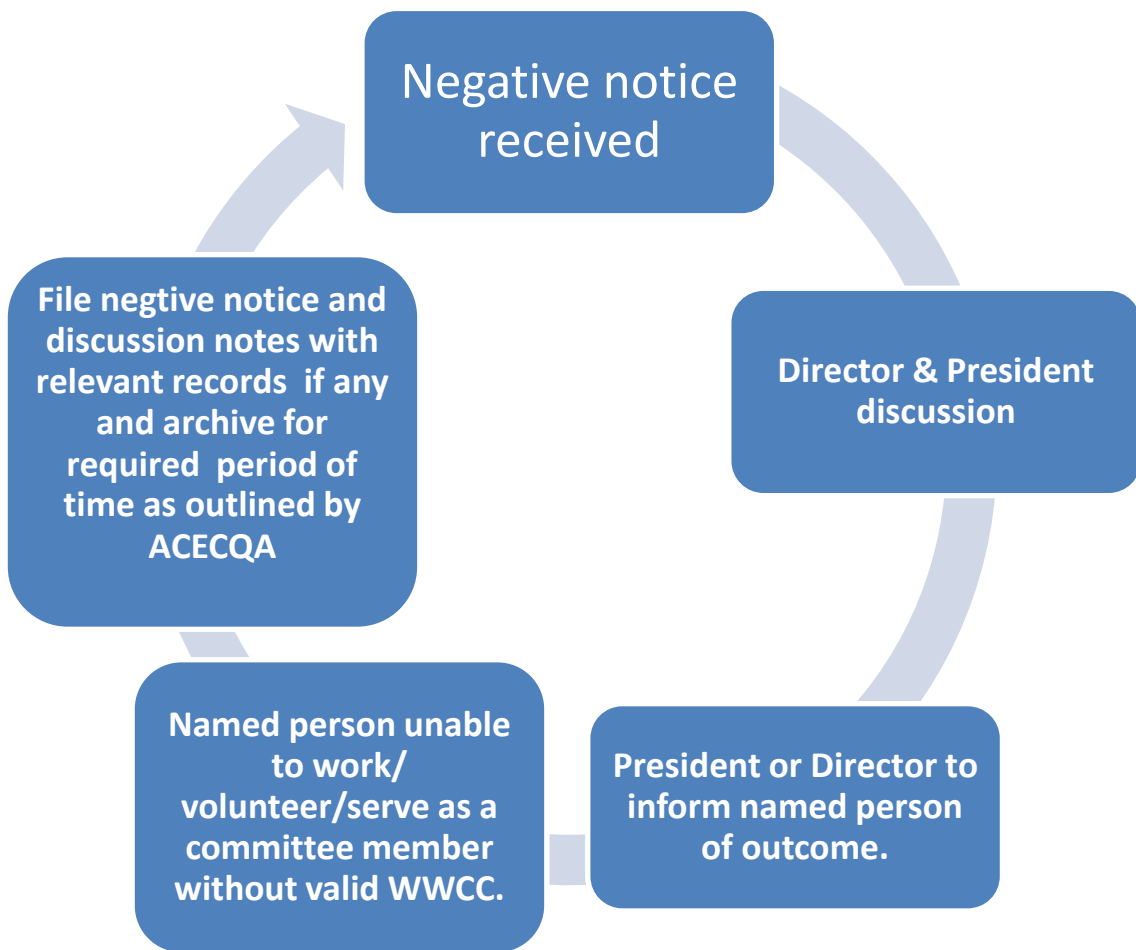 Negative notice
received
Director & President
discussion
President or Director to
inform named person
of outcome.
Named person unable
to work/
volunteer/serve as a
committee member
without valid WWCC.
File negtive notice and
discussion notes with
relevant records  if any
and archive for
required  period of
time as outlined by
ACECQA